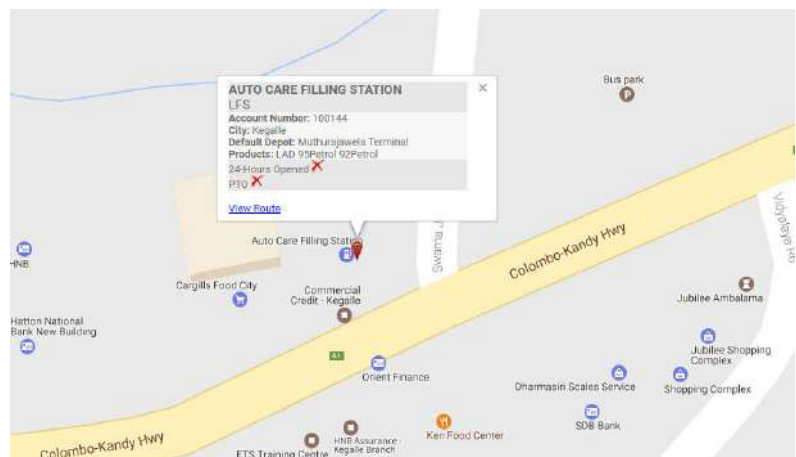 AUTO CARE FILLING STATION
LFS
Account Number: 100144
City: Kegalle
Default Depot: Muthurajawela Terminal
Products: LAD 95Petrol 92Petrol
24-Hours Opened
PTO
View Route
Bus park
Auto Care Filling Station
Swarna J
Colombo-Kandy Hwy
Vidyalaya Rd
HNB
Cargills Food City
Commercial
Credit - Kegalle
Jubilee Ambalama
Hatton National
Bank New Building
A1
Orient Finance
Jubilee Shopping
Complex
Dharmasiri Scales Service
Shopping Complex
SDB Bank
Ken Food Center
HNB Assurance -
Kegalle Branch
ETS Training Centre
Colombo-Kandy Hwy